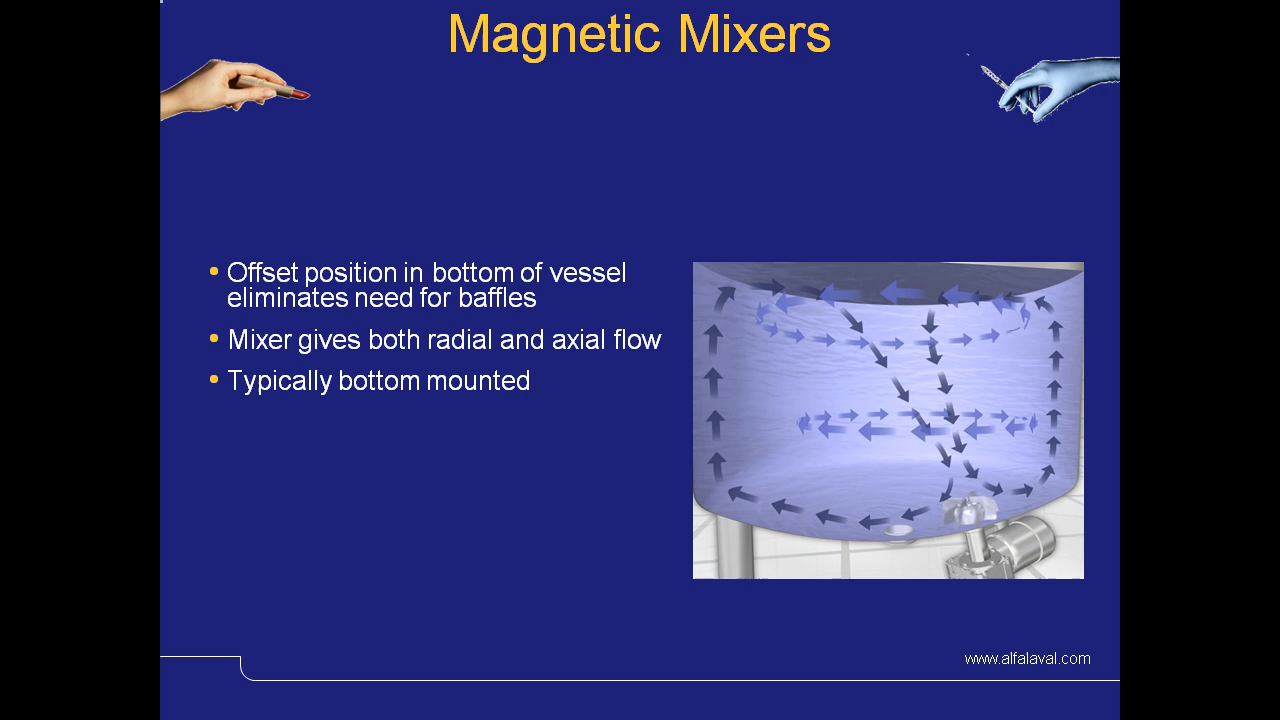 Magnetic Mixers
• Offset position in bottom of vessel
eliminates need for baffles
• Mixer gives both radial and axial flow
• Typically bottom mounted
www.alfalaval.com